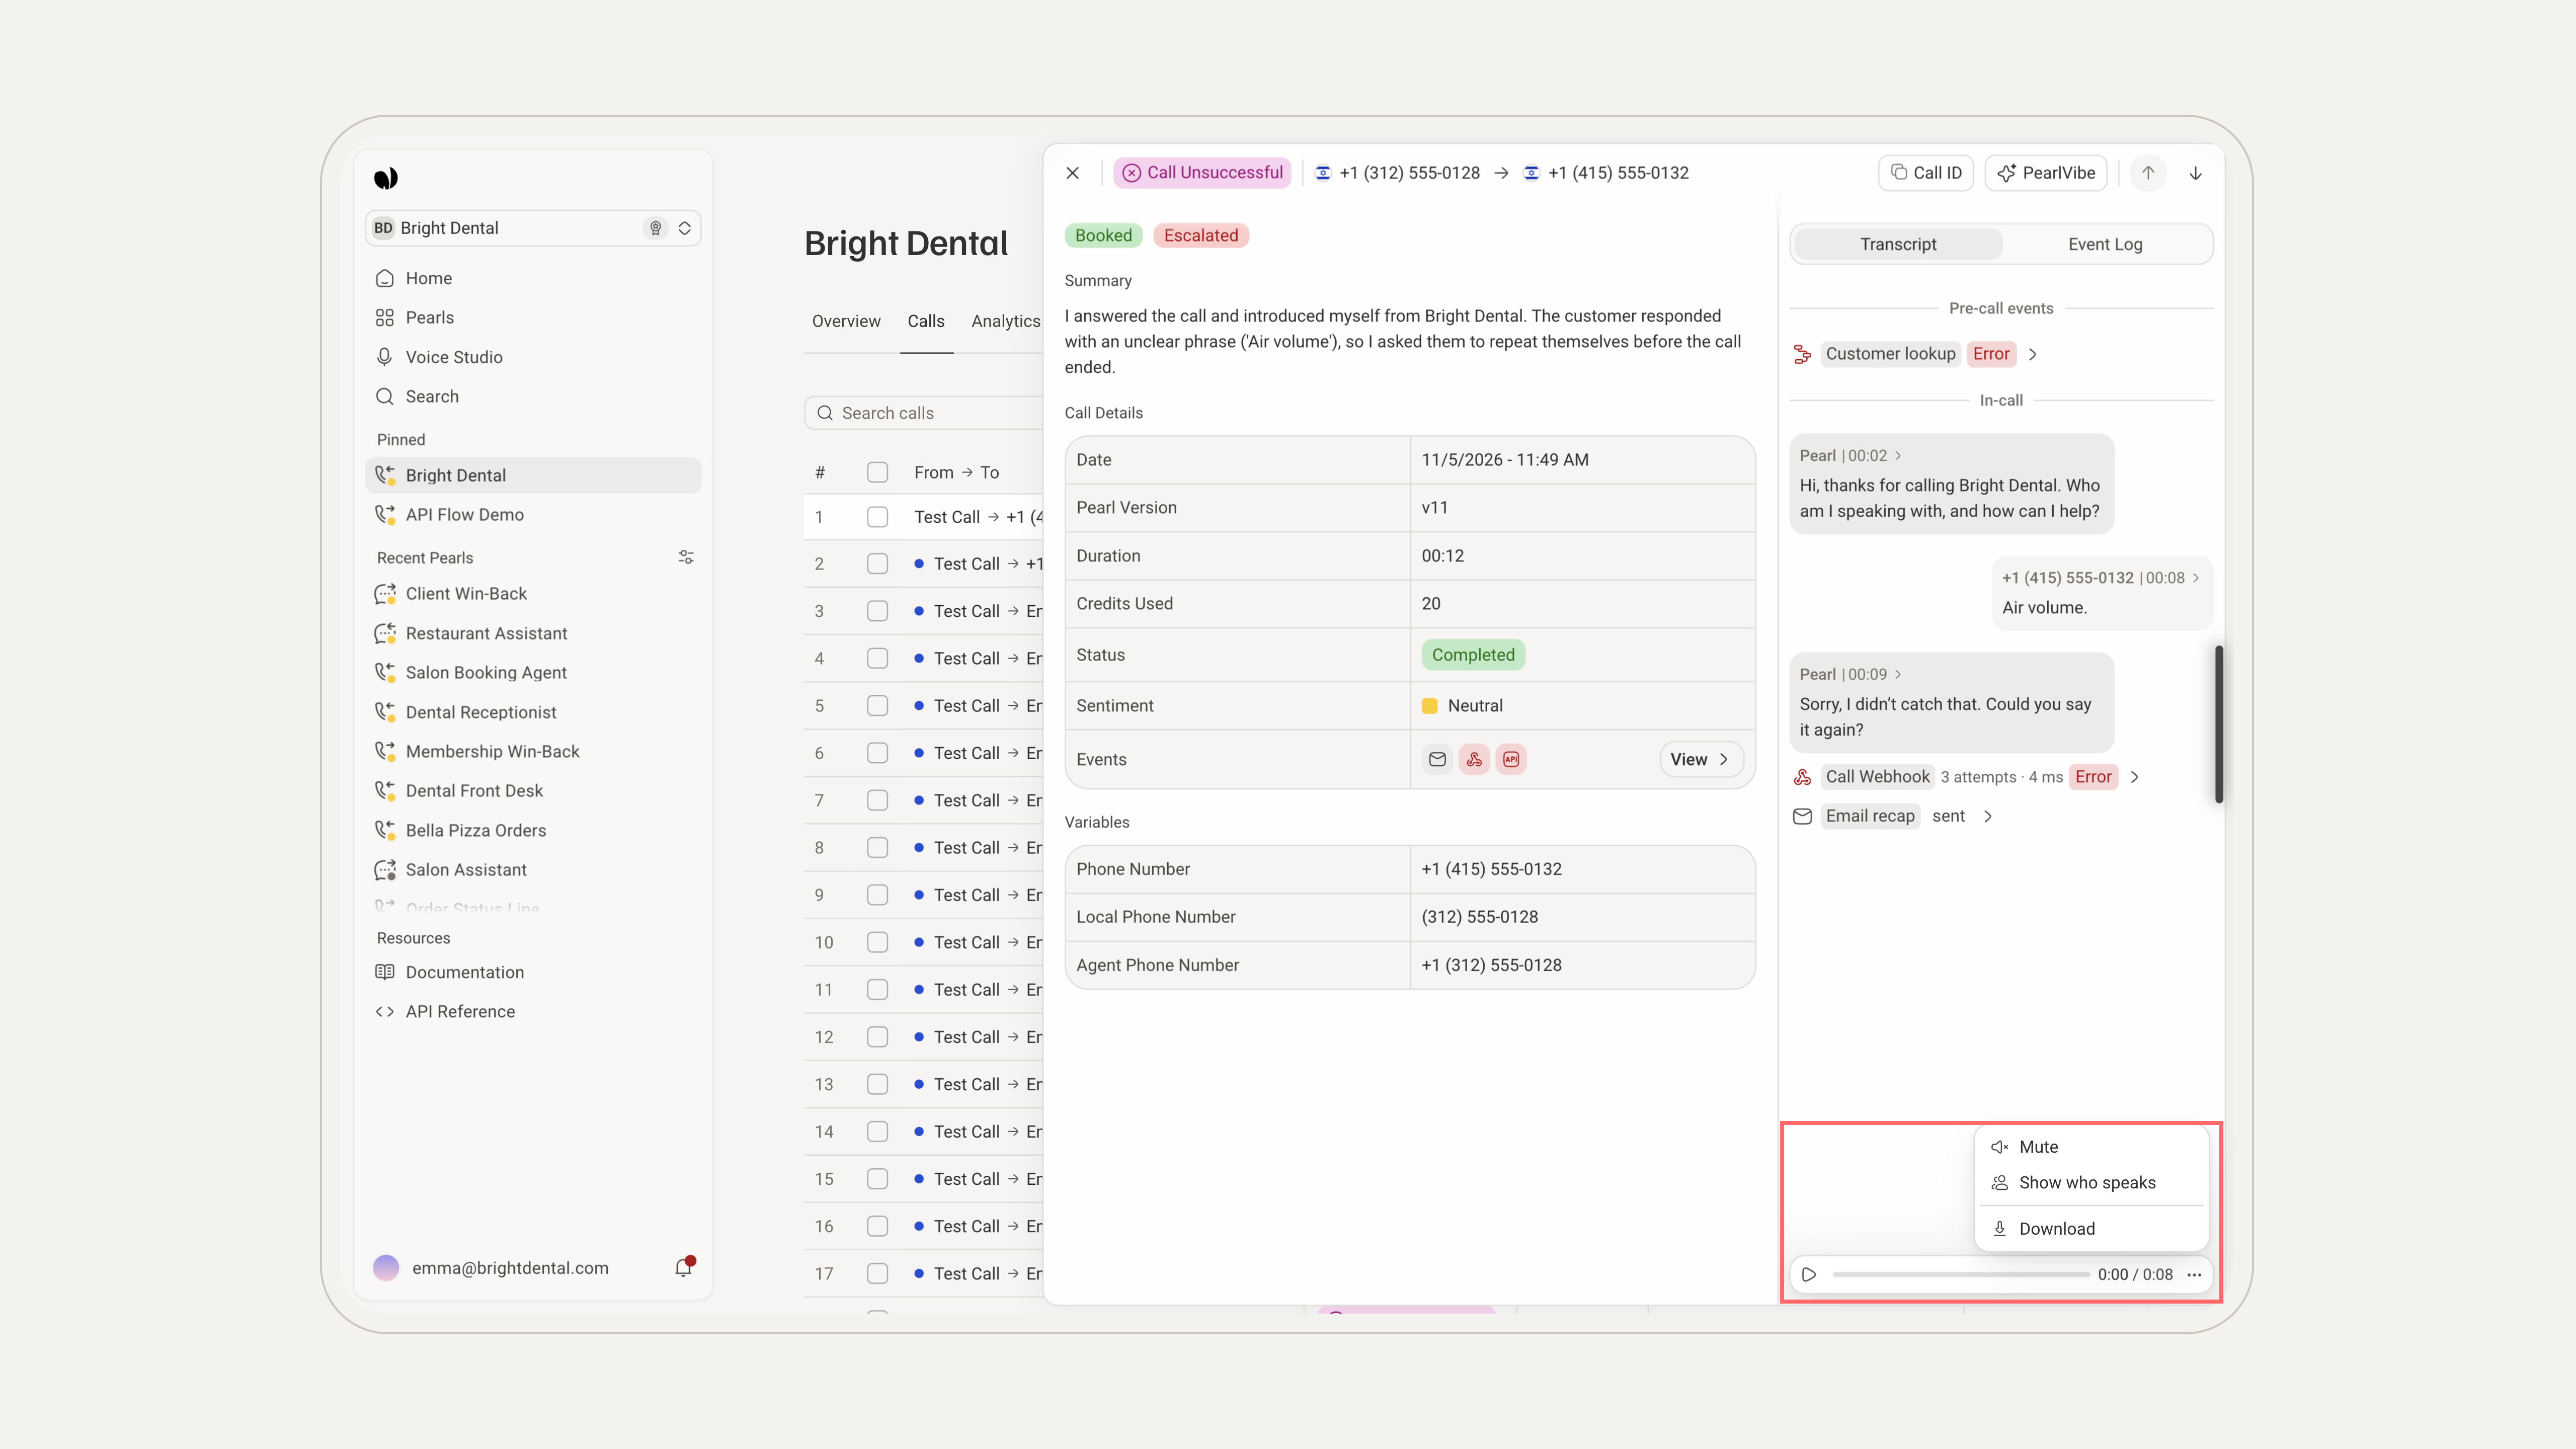 BD Bright Dental
Home
Pearls
Voice Studio
Search
Pinned
Bright Dental
API Flow Demo
Recent Pearls
Client Win-Back
Restaurant Assistant
Salon Booking Agent
Dental Receptionist
Membership Win-Back
Dental Front Desk
Bella Pizza Orders
Salon Assistant
Order Status Line
Resources
Documentation
API Reference
emma@brightdental.com
Bright Dental
Overview Calls Analytics
Search calls
# From → To
1 Test Call → +1 (4
2 Test Call → +1
3 Test Call → Er
4 Test Call → Er
5 Test Call → Er
6 Test Call → Er
7 Test Call → Er
8 Test Call → Er
9 Test Call → Er
10 Test Call → Er
11 Test Call → Er
12 Test Call → Er
13 Test Call → Er
14 Test Call → Er
15 Test Call → Er
16 Test Call → Er
17 Test Call → Er
Call Unsuccessful +1 (312) 555-0128 → +1 (415) 555-0132
Call ID PearlVibe
Booked Escalated
Summary
I answered the call and introduced myself from Bright Dental. The customer responded
with an unclear phrase ('Air volume'), so I asked them to repeat themselves before the call
ended.
Call Details
Date 11/5/2026 - 11:49 AM
Pearl Version v11
Duration 00:12
Credits Used 20
Status Completed
Sentiment Neutral
Events API View
Variables
Phone Number +1 (415) 555-0132
Local Phone Number (312) 555-0128
Agent Phone Number +1 (312) 555-0128
Transcript Event Log
Pre-call events
Customer lookup Error
In-call
Pearl | 00:02
Hi, thanks for calling Bright Dental. Who
am I speaking with, and how can I help?
+1 (415) 555-0132 | 00:08
Air volume.
Pearl | 00:09
Sorry, I didn’t catch that. Could you say
it again?
Call Webhook 3 attempts · 4 ms Error
Email recap sent
Mute
Show who speaks
Download
0:00 / 0:08